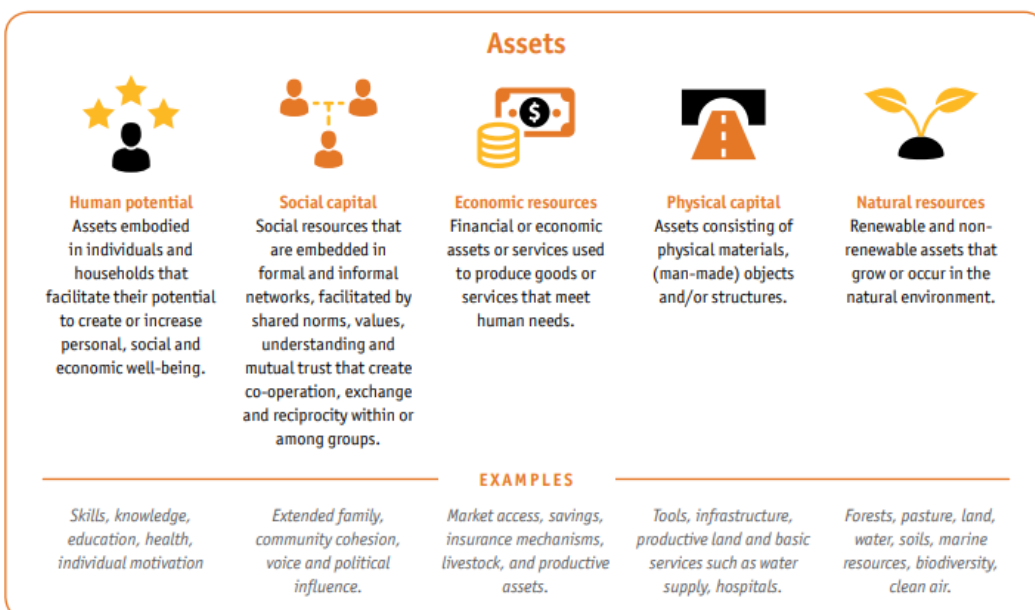 Assets
$
Human potential
Assets embodied
in individuals and
households that
facilitate their potential
to create or increase
personal, social and
economic well-being.
Social capital
Social resources that
are embedded in
formal and informal
networks, facilitated by
shared norms, values,
understanding and
mutual trust that create
co-operation, exchange
and reciprocity within or
among groups.
Economic resources
Financial or economic
assets or services used
to produce goods or
services that meet
human needs.
Physical capital
Assets consisting of
physical materials,
(man-made) objects
and/or structures.
Natural resources
Renewable and non-
renewable assets that
grow or occur in the
natural environment.
EXAMPLES
Skills, knowledge,
education, health,
individual motivation
Extended family,
community cohesion,
voice and political
influence.
Market access, savings,
insurance mechanisms,
livestock, and productive
assets.
Tools, infrastructure,
productive land and basic
services such as water
supply, hospitals.
Forests, pasture, land,
water, soils, marine
resources, biodiversity,
clean air.